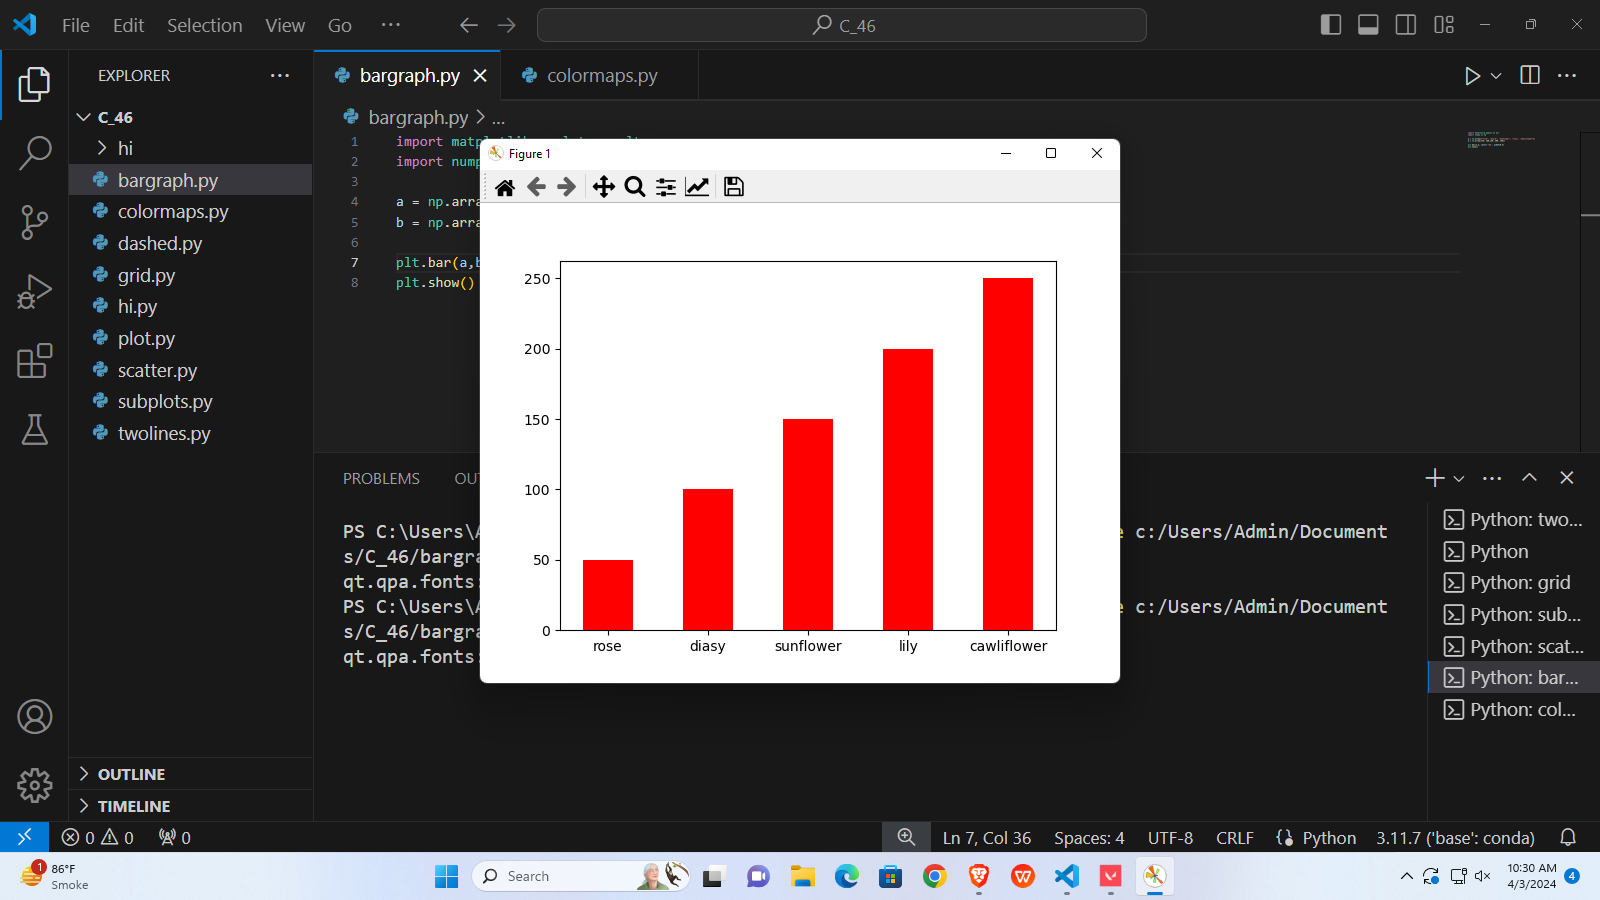 File Edit Selection View Go ...
C_46
EXPLORER
C_46
hi
bargraph.py
colormaps.py
dashed.py
grid.py
hi.py
plot.py
scatter.py
subplots.py
twolines.py
OUTLINE
TIMELINE
bargraph.py
colormaps.py
bargraph.py > ...
1 import
2 import
3
4 a =
5 b =
6
7 plt.bar(a,
8 plt.show()
Figure 1
250
200
150
100
50
0
rose diasy sunflower lily cawliflower
PROBLEMS
PS C:\Users\ c:/Users/Admin/Document
s/C_46/
qt.qpa.fonts:
PS C:\Users\ c:/Users/Admin/Document
s/C_46/
qt.qpa.fonts:
Python: two...
Python
Python: grid
Python: sub...
Python: scat...
Python: bar...
Python: col...
0 0 0
Ln 7, Col 36 Spaces: 4 UTF-8 CRLF Python 3.11.7 ('base': conda)
1
86°F
Smoke
Search
10:30 AM
4/3/2024
4